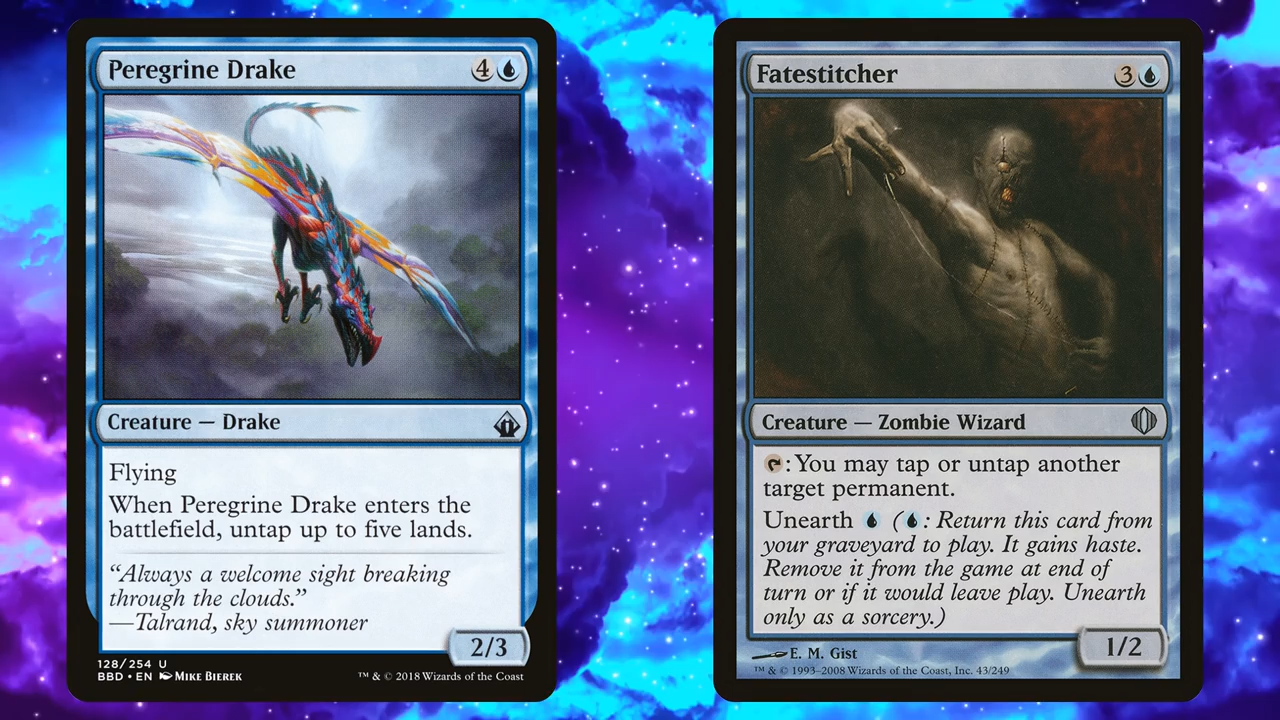 Peregrine Drake
4
Creature — Drake
Flying
When Peregrine Drake enters the
battlefield, untap up to five lands.
“Always a welcome sight breaking
through the clouds.”
—Talrand, sky summoner
2/3
128/254 U
BBD • EN Mike Bierek
™ & © 2018 Wizards of the Coast
Fatestitcher
3
Creature — Zombie Wizard
: You may tap or untap another
target permanent.
Unearth (: Return this card from
your graveyard to play. It gains haste.
Remove it from the game at end of
turn or if it would leave play. Unearth
only as a sorcery.)
1/2
E. M. Gist
™ & © 1993–2008 Wizards of the Coast, Inc. 43/249